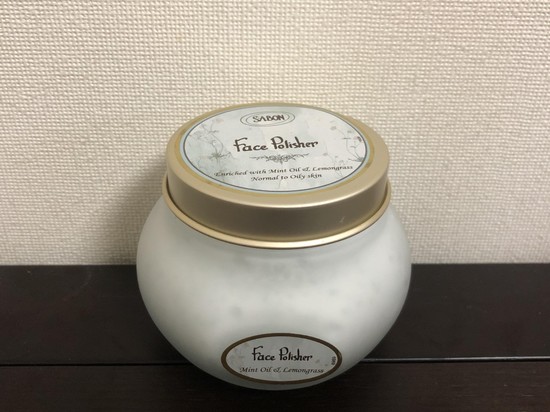 SABON
Face Polisher
Enriched with Mint Oil & Lemongrass
Normal to Oily skin
Face Polisher
Mint Oil & Lemongrass